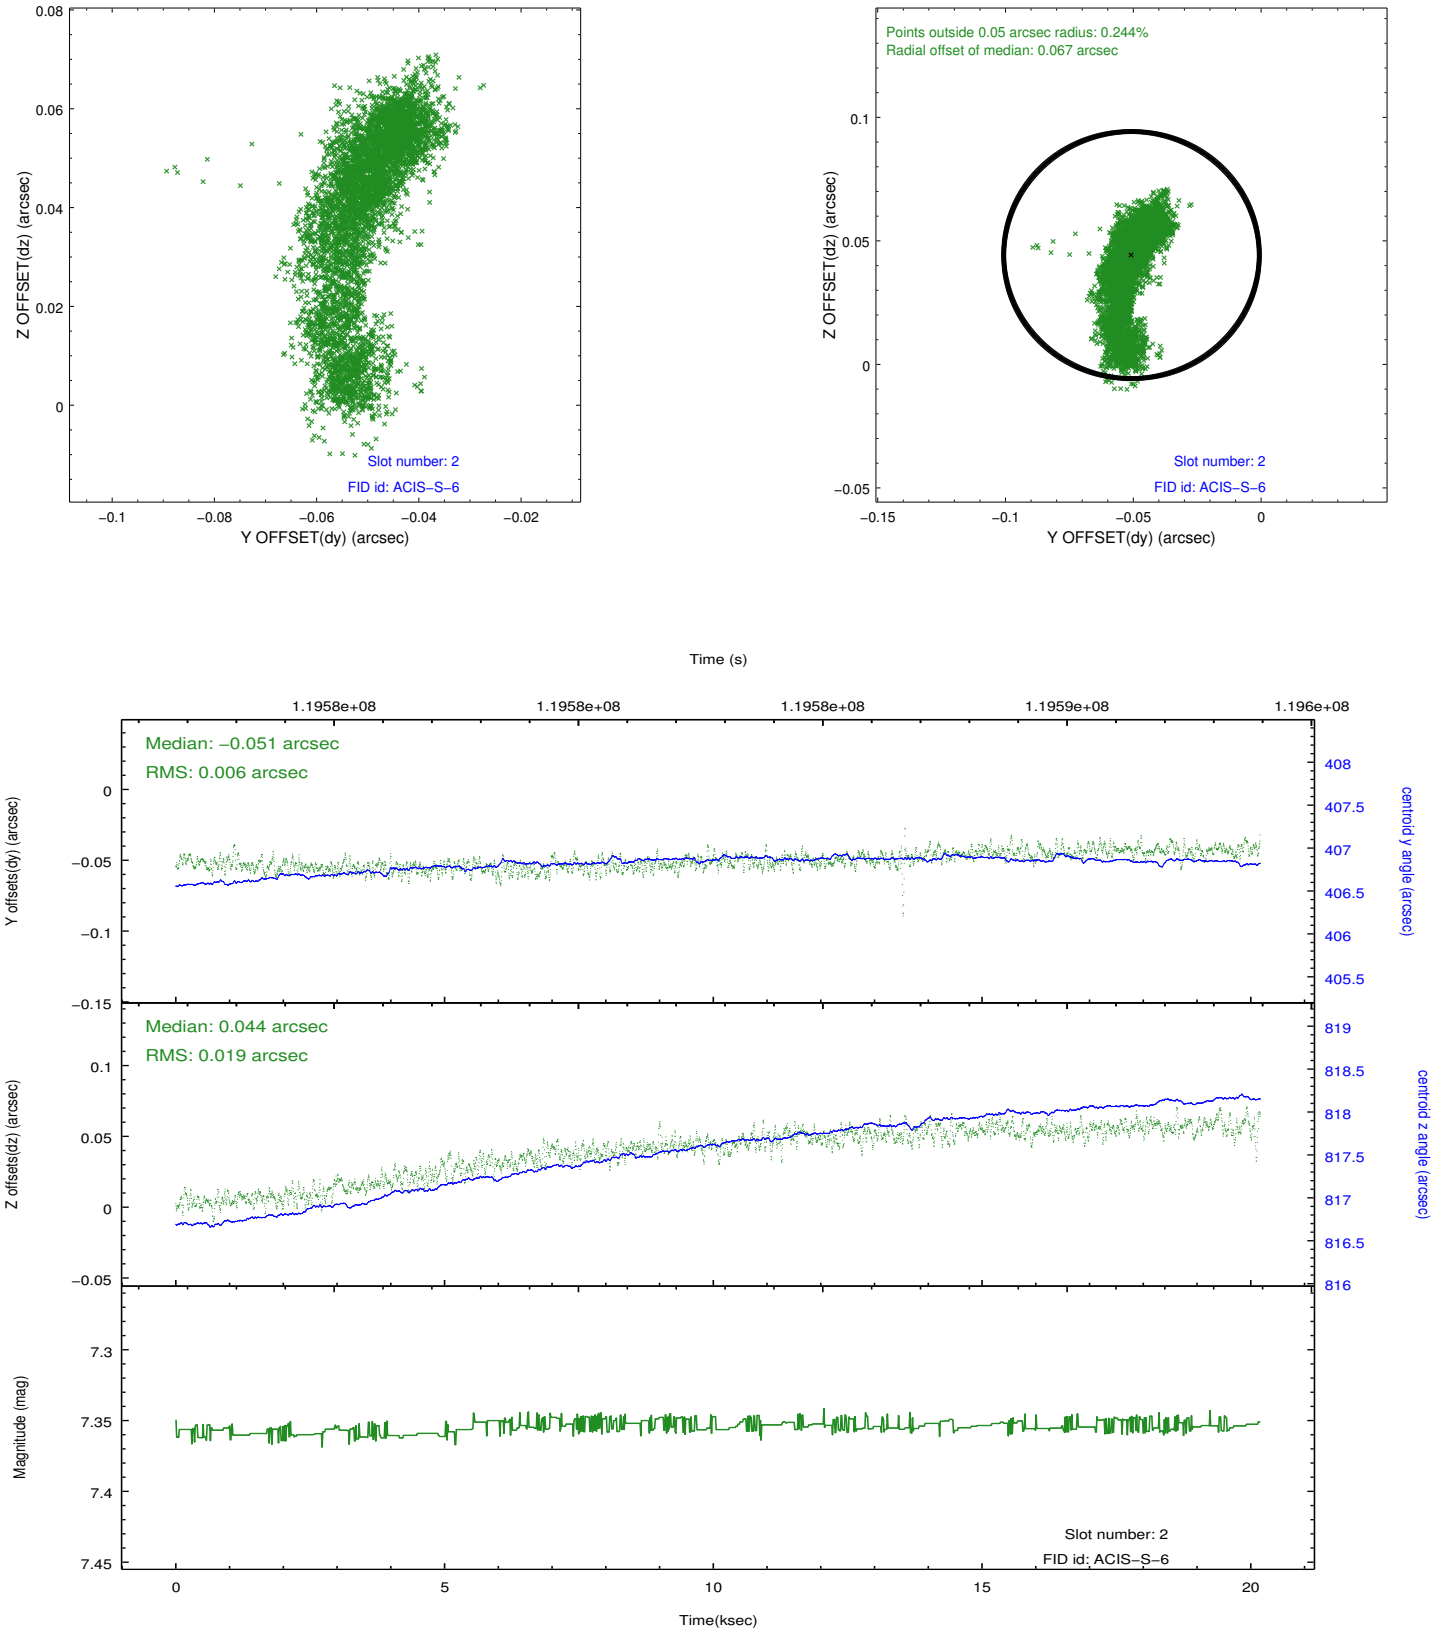 0.08
0.06
0.04
0.02
0
Z OFFSET(dz) (arcsec)
Slot number: 2
FID id: ACIS−S−6
−0.1
−0.08
−0.06
−0.04
−0.02
Y OFFSET(dy) (arcsec)
Points outside 0.05 arcsec radius: 0.244%
Radial offset of median: 0.067 arcsec
0.1
0.05
0
−0.05
Z OFFSET(dz) (arcsec)
Slot number: 2
FID id: ACIS−S−6
−0.15
−0.1
−0.05
0
Y OFFSET(dy) (arcsec)
Time (s)
1.1958e+08
1.1958e+08
1.1958e+08
1.1959e+08
1.196e+08
Median: −0.051 arcsec
RMS: 0.006 arcsec
0
−0.05
−0.1
−0.15
Y offsets(dy) (arcsec)
408
407.5
407
406.5
406
405.5
centroid y angle (arcsec)
Median: 0.044 arcsec
RMS: 0.019 arcsec
0.1
0.05
0
−0.05
Z offsets(dz) (arcsec)
819
818.5
818
817.5
817
816.5
816
centroid z angle (arcsec)
7.3
7.35
7.4
7.45
Magnitude (mag)
Slot number: 2
FID id: ACIS−S−6
0
5
10
15
20
Time(ksec)